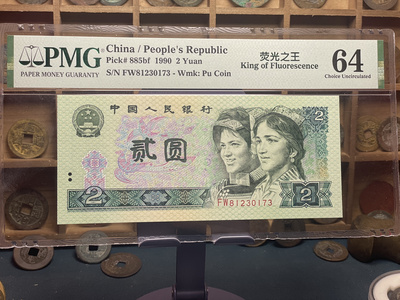 PMG
PAPER MONEY GUARANTY
China / People's Republic
Pick# 885bf 1990 2 Yuan
S/N FW81230173 - Wmk: Pu Coin
荧光之王
King of Fluorescence
64
Choice Uncirculated
中国人民银行
2
贰圆
2
2
FW81230173